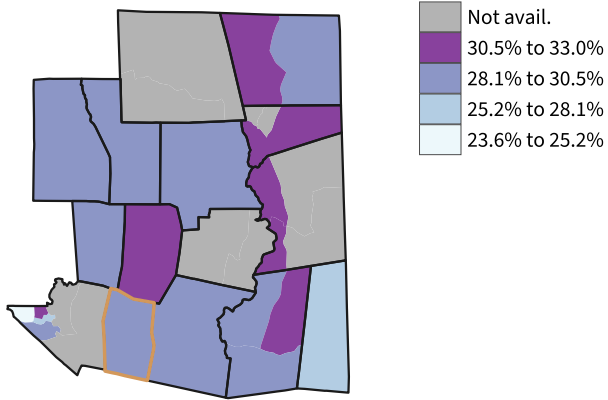 Not avail.
30.5% to 33.0%
28.1% to 30.5%
25.2% to 28.1%
23.6% to 25.2%